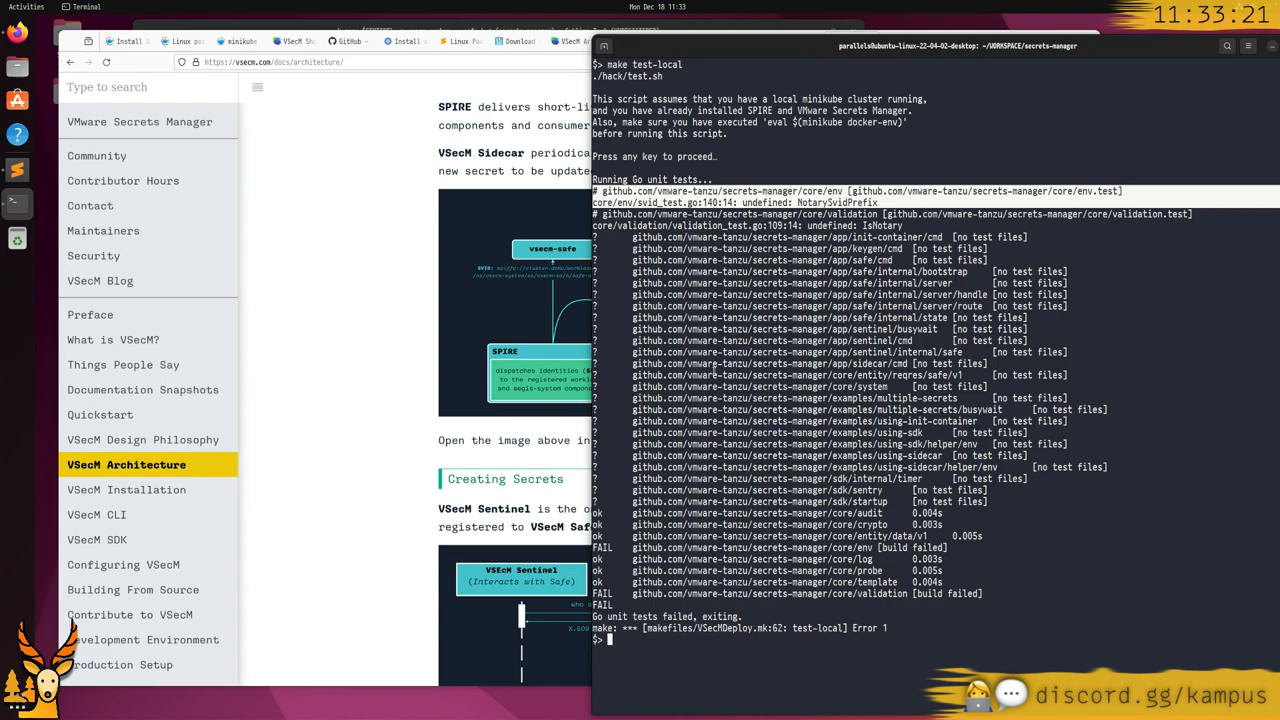 Activities
Terminal
Mon Dec 18 11:33
11:33:21
Install D
Linux po
minikube
VSecM Sh
GitHub -
Install
Linux Pac
Download
VSecM Ar
https://vsecm.com/docs/architecture/
Type to search
VMware Secrets Manager
Community
Contributor Hours
Contact
Maintainers
Security
VSecM Blog
Preface
What is VSecM?
Things People Say
Documentation Snapshots
Quickstart
VSecM Design Philosophy
VSecM Architecture
VSecM Installation
VSecM CLI
VSecM SDK
Configuring VSecM
Building From Source
Contribute to VSecM
Development Environment
Production Setup
SPIRE delivers short-li
components and consumer
VSecM Sidecar periodica
new secret to be update
vsecm-safe
SPIRE
dispatches identities (S
to the registered worklo
and aegis-system compone
Open the image above in
Creating Secrets
VSecM Sentinel is the o
registered to VSecM Saf
VSEcM Sentinel
(Interacts with Safe)
who a
X.509
parallels@ubuntu-linux-22-04-02-desktop: ~/WORKSPACE/secrets-manager
$> make test-local
./hack/test.sh
This script assumes that you have a local minikube cluster running,
and you have already installed SPIRE and VMware Secrets Manager.
Also, make sure you have executed 'eval $(minikube docker-env)'
before running this script.
Press any key to proceed…
Running Go unit tests...
# github.com/vmware-tanzu/secrets-manager/core/env [github.com/vmware-tanzu/secrets-manager/core/env.test]
core/env/svid_test.go:140:14: undefined: NotarySvidPrefix
# github.com/vmware-tanzu/secrets-manager/core/validation [github.com/vmware-tanzu/secrets-manager/core/validation.test]
core/validation/validation_test.go:109:14: undefined: IsNotary
? github.com/vmware-tanzu/secrets-manager/app/init-container/cmd [no test files]
? github.com/vmware-tanzu/secrets-manager/app/keygen/cmd [no test files]
? github.com/vmware-tanzu/secrets-manager/app/safe/cmd [no test files]
? github.com/vmware-tanzu/secrets-manager/app/safe/internal/bootstrap [no test files]
? github.com/vmware-tanzu/secrets-manager/app/safe/internal/server [no test files]
? github.com/vmware-tanzu/secrets-manager/app/safe/internal/server/handle [no test files]
? github.com/vmware-tanzu/secrets-manager/app/safe/internal/server/route [no test files]
? github.com/vmware-tanzu/secrets-manager/app/safe/internal/state [no test files]
? github.com/vmware-tanzu/secrets-manager/app/sentinel/busywait [no test files]
? github.com/vmware-tanzu/secrets-manager/app/sentinel/cmd [no test files]
? github.com/vmware-tanzu/secrets-manager/app/sentinel/internal/safe [no test files]
? github.com/vmware-tanzu/secrets-manager/app/sidecar/cmd [no test files]
? github.com/vmware-tanzu/secrets-manager/core/entity/reqres/safe/v1 [no test files]
? github.com/vmware-tanzu/secrets-manager/core/system [no test files]
? github.com/vmware-tanzu/secrets-manager/examples/multiple-secrets [no test files]
? github.com/vmware-tanzu/secrets-manager/examples/multiple-secrets/busywait [no test files]
? github.com/vmware-tanzu/secrets-manager/examples/using-init-container [no test files]
? github.com/vmware-tanzu/secrets-manager/examples/using-sdk [no test files]
? github.com/vmware-tanzu/secrets-manager/examples/using-sdk/helper/env [no test files]
? github.com/vmware-tanzu/secrets-manager/examples/using-sidecar [no test files]
? github.com/vmware-tanzu/secrets-manager/examples/using-sidecar/helper/env [no test files]
? github.com/vmware-tanzu/secrets-manager/sdk/internal/timer [no test files]
? github.com/vmware-tanzu/secrets-manager/sdk/sentry [no test files]
? github.com/vmware-tanzu/secrets-manager/sdk/startup [no test files]
ok github.com/vmware-tanzu/secrets-manager/core/audit 0.004s
ok github.com/vmware-tanzu/secrets-manager/core/crypto 0.003s
ok github.com/vmware-tanzu/secrets-manager/core/entity/data/v1 0.005s
FAIL github.com/vmware-tanzu/secrets-manager/core/env [build failed]
ok github.com/vmware-tanzu/secrets-manager/core/log 0.003s
ok github.com/vmware-tanzu/secrets-manager/core/probe 0.005s
ok github.com/vmware-tanzu/secrets-manager/core/template 0.004s
FAIL github.com/vmware-tanzu/secrets-manager/core/validation [build failed]
FAIL
Go unit tests failed, exiting.
make: *** [makefiles/VSecMDeploy.mk:62: test-local] Error 1
$>
discord.gg/kampus